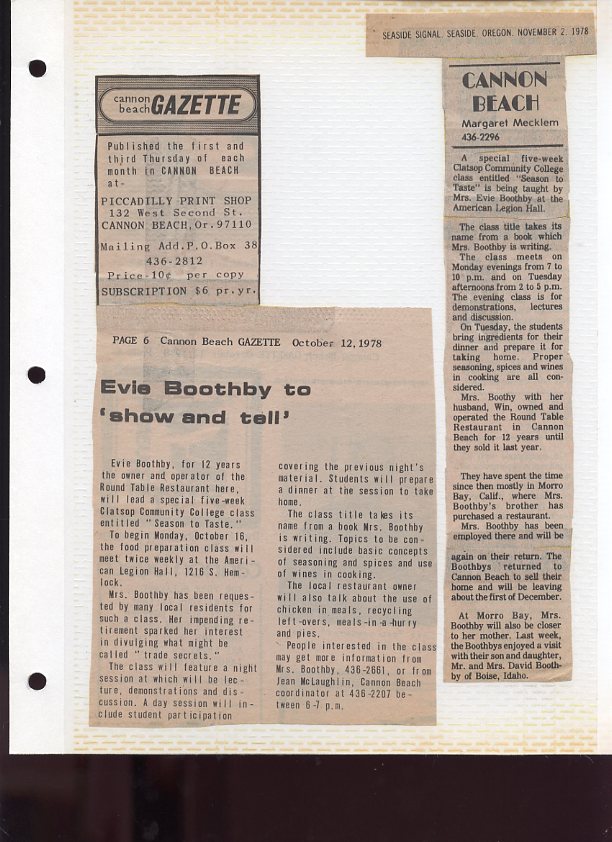 SEASIDE SIGNAL, SEASIDE, OREGON, NOVEMBER 2, 1978
cannon
beach GAZETTE
Published the first and
third Thursday of each
month in CANNON BEACH
at-
PICCADILLY PRINT SHOP
132 West Second St.
CANNON BEACH,Or.97110
Mailing Add.P.O.Box 38
436-2812
Price-10¢ per copy
SUBSCRIPTION $6 pr.yr.
PAGE 6 Cannon Beach GAZETTE October 12,1978
Evie Boothby to
'show and tell'
Evie Boothby, for 12 years
the owner and operator of the
Round Table Restaurant here,
will lead a special five-week
Clatsop Community College class
entitled "Season to Taste."
To begin Monday, October 16,
the food preparation class will
meet twice weekly at the Ameri-
can Legion Hall, 1216 S. Hem-
lock.
Mrs. Boothby has been reques-
ted by many local residents for
such a class. Her impending re-
tirement sparked her interest
in divulging what might be
called "trade secrets."
The class will feature a night
session at which will be lec-
ture, demonstrations and dis-
cussion. A day session will in-
clude student participation
covering the previous night's
material. Students will prepare
a dinner at the session to take
home.
The class title takes its
name from a book Mrs. Boothby
is writing. Topics to be con-
sidered include basic concepts
of seasoning and spices and use
of wines in cooking.
The local restaurant owner
will also talk about the use of
chicken in meals, recycling
left-overs, meals-in-a-hurry
and pies.
People interested in the class
may get more information from
Mrs. Boothby, 436-2661, or from
Jean McLaughlin, Cannon Beach
coordinator at 436-2207 be-
tween 6-7 p.m.
CANNON
BEACH
Margaret Mecklem
436-2296
A special five-week
Clatsop Community College
class entitled "Season to
Taste" is being taught by
Mrs. Evie Boothby at the
American Legion Hall.
The class title takes its
name from a book which
Mrs. Boothby is writing.
The class meets on
Monday evenings from 7 to
10 p.m. and on Tuesday
afternoons from 2 to 5 p.m.
The evening class is for
demonstrations, lectures
and discussion.
On Tuesday, the students
bring ingredients for their
dinner and prepare it for
taking home. Proper
seasoning, spices and wines
in cooking are all con-
sidered.
Mrs. Boothy with her
husband, Win, owned and
operated the Round Table
Restaurant in Cannon
Beach for 12 years until
they sold it last year.
They have spent the time
since then mostly in Morro
Bay, Calif., where Mrs.
Boothby's brother has
purchased a restaurant.
Mrs. Boothby has been
employed there and will be
again on their return. The
Boothbys returned to
Cannon Beach to sell their
home and will be leaving
about the first of December.
At Morro Bay, Mrs.
Boothby will also be closer
to her mother. Last week,
the Boothbys enjoyed a visit
with their son and daughter,
Mr. and Mrs. David Booth-
by of Boise, Idaho.